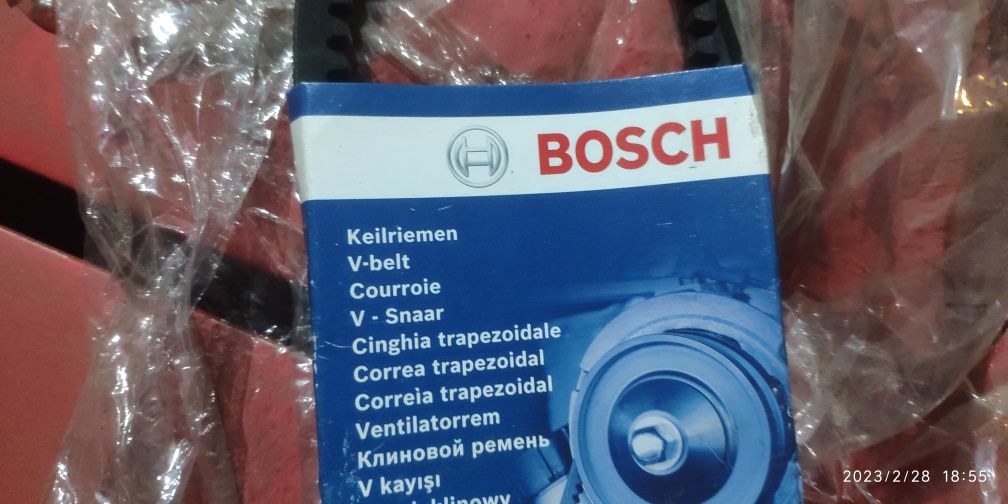 BOSCH
Keilriemen
V-belt
Courroie
V - Snaar
Cinghia trapezoidale
Correa trapezoidal
Correia trapezoidal
Ventilatorrem
Клиновой ремень
V kayışı
klinowy
2023/2/28 18:55